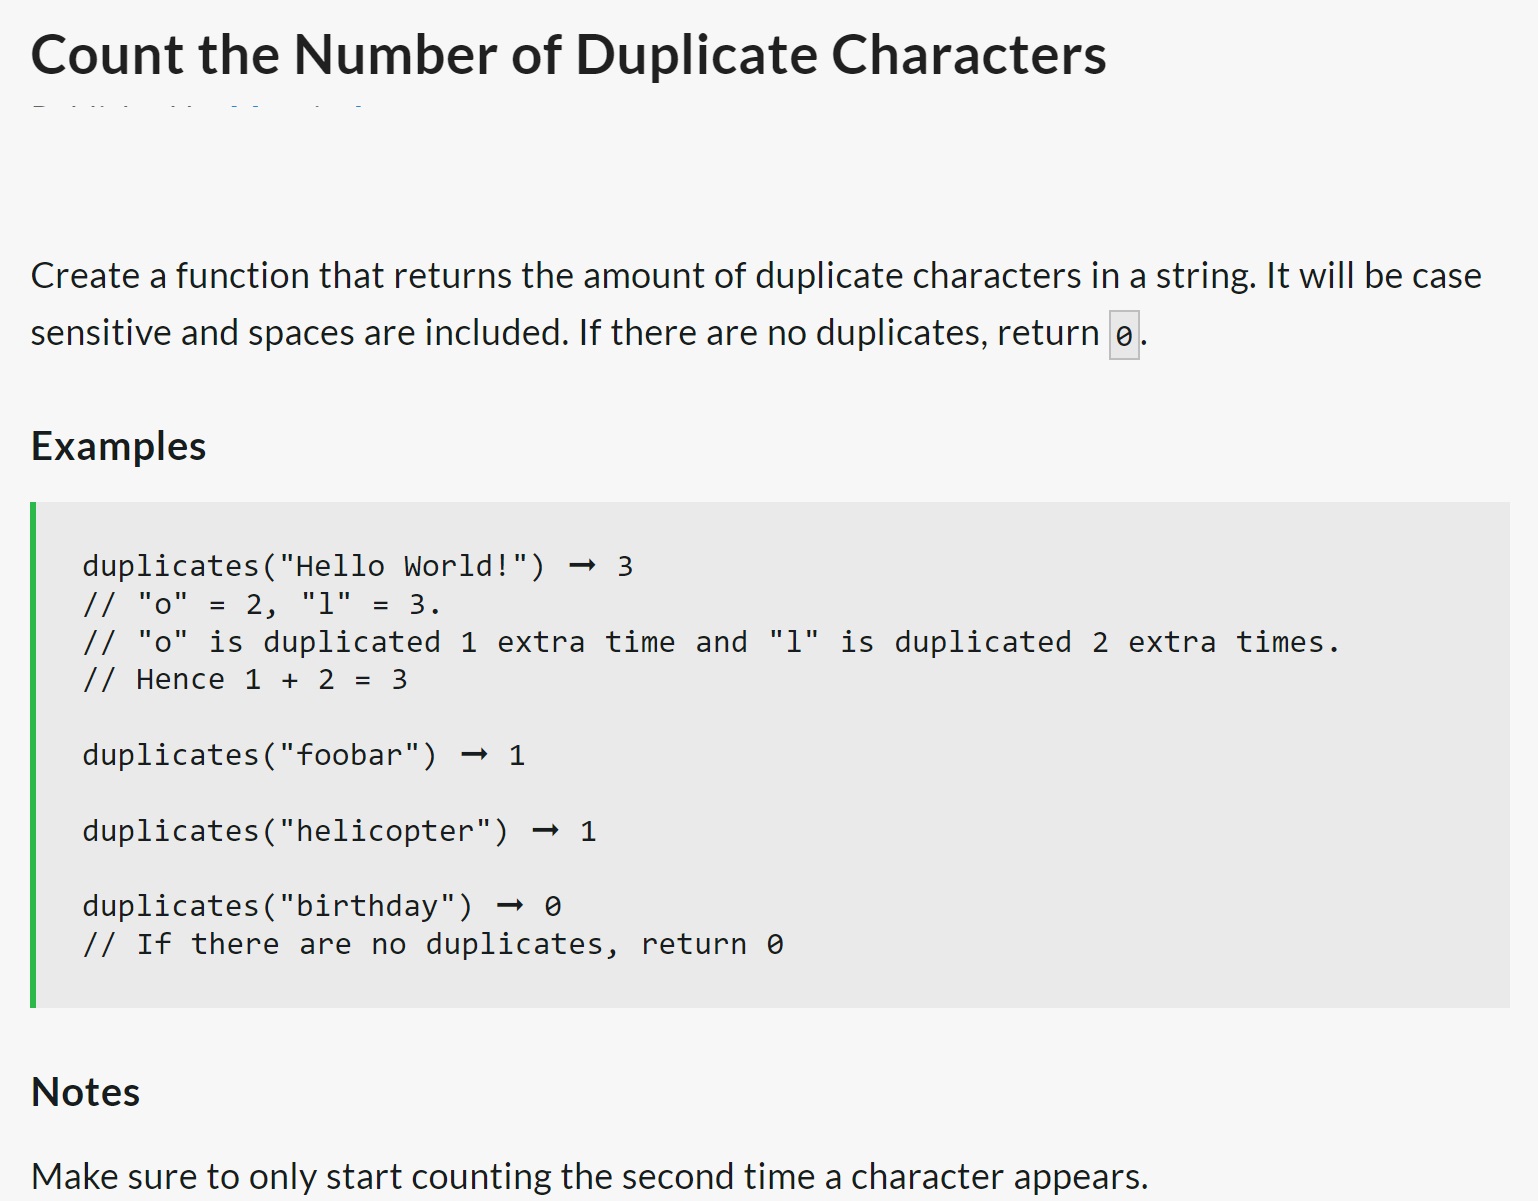 Count the Number of Duplicate Characters
Create a function that returns the amount of duplicate characters in a string. It will be case
sensitive and spaces are included. If there are no duplicates, return 0.
Examples
duplicates("Hello World!") ➞ 3
// "o" = 2, "l" = 3.
// "o" is duplicated 1 extra time and "l" is duplicated 2 extra times.
// Hence 1 + 2 = 3
duplicates("foobar") ➞ 1
duplicates("helicopter") ➞ 1
duplicates("birthday") ➞ 0
// If there are no duplicates, return 0
Notes
Make sure to only start counting the second time a character appears.